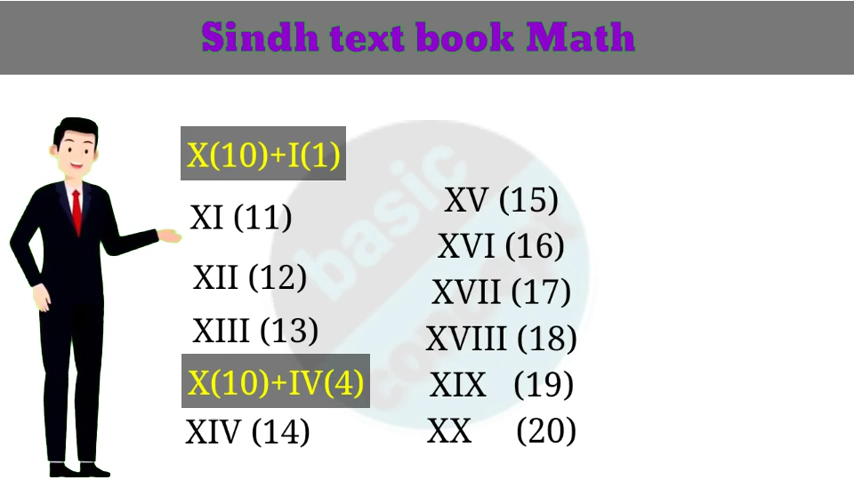 Sindh text book Math
X(10)+I(1)
XI (11)
XII (12)
XIII (13)
X(10)+IV(4)
XIV (14)
XV (15)
XVI (16)
XVII (17)
XVIII (18)
XIX (19)
XX (20)
basic